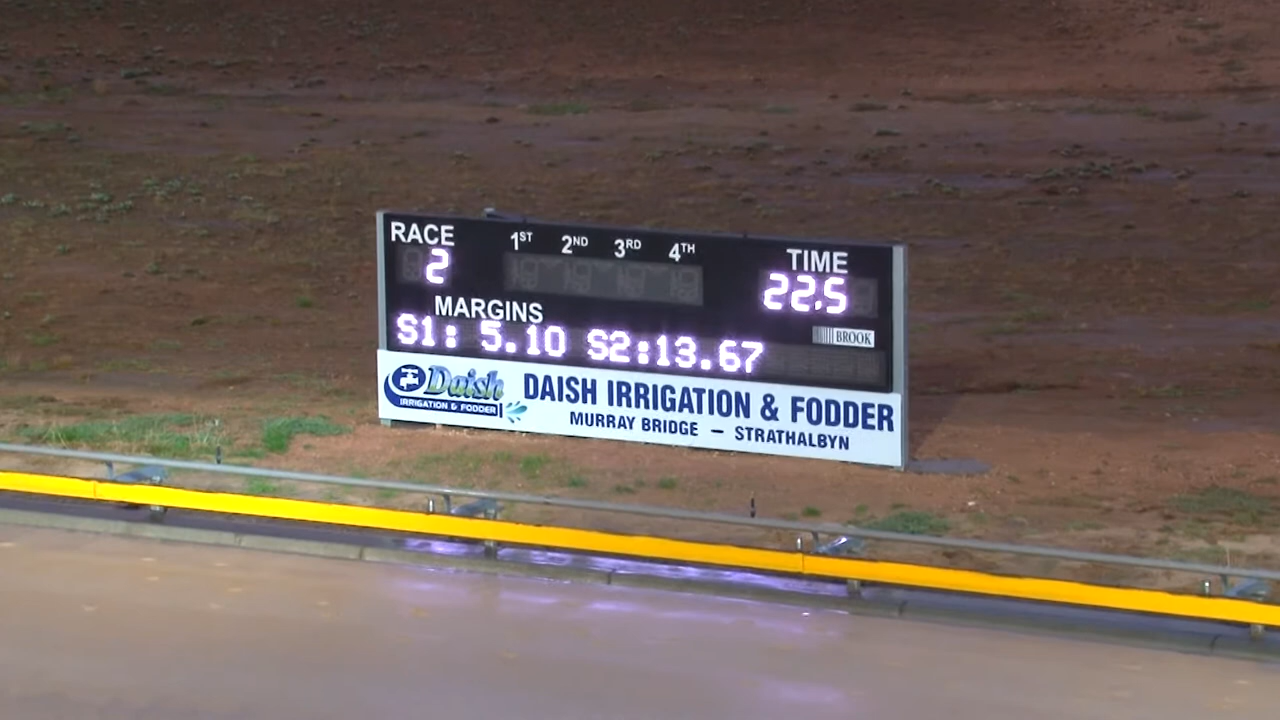 RACE 1ST 2ND 3RD 4TH TIME
2 22.5
MARGINS
BROOK
S1: 5.10 S2:13.67
Daish
IRRIGATION & FODDER
DAISH IRRIGATION & FODDER
MURRAY BRIDGE – STRATHALBYN